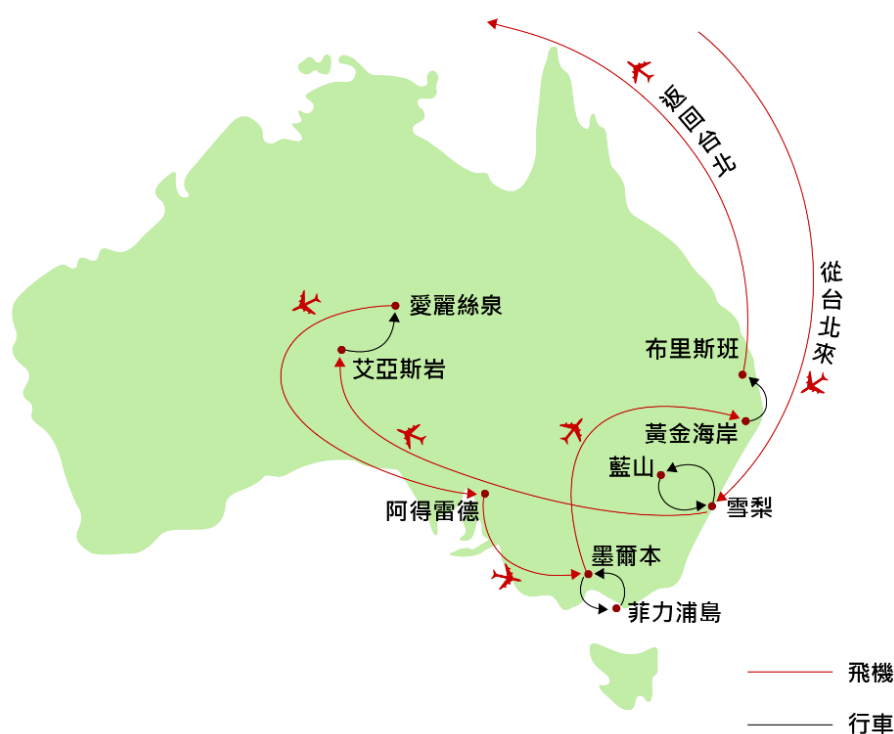 返回台北
從台北來
愛麗絲泉
艾亞斯岩
布里斯班
黃金海岸
藍山
雪梨
阿得雷德
墨爾本
菲力浦島
飛機
行車